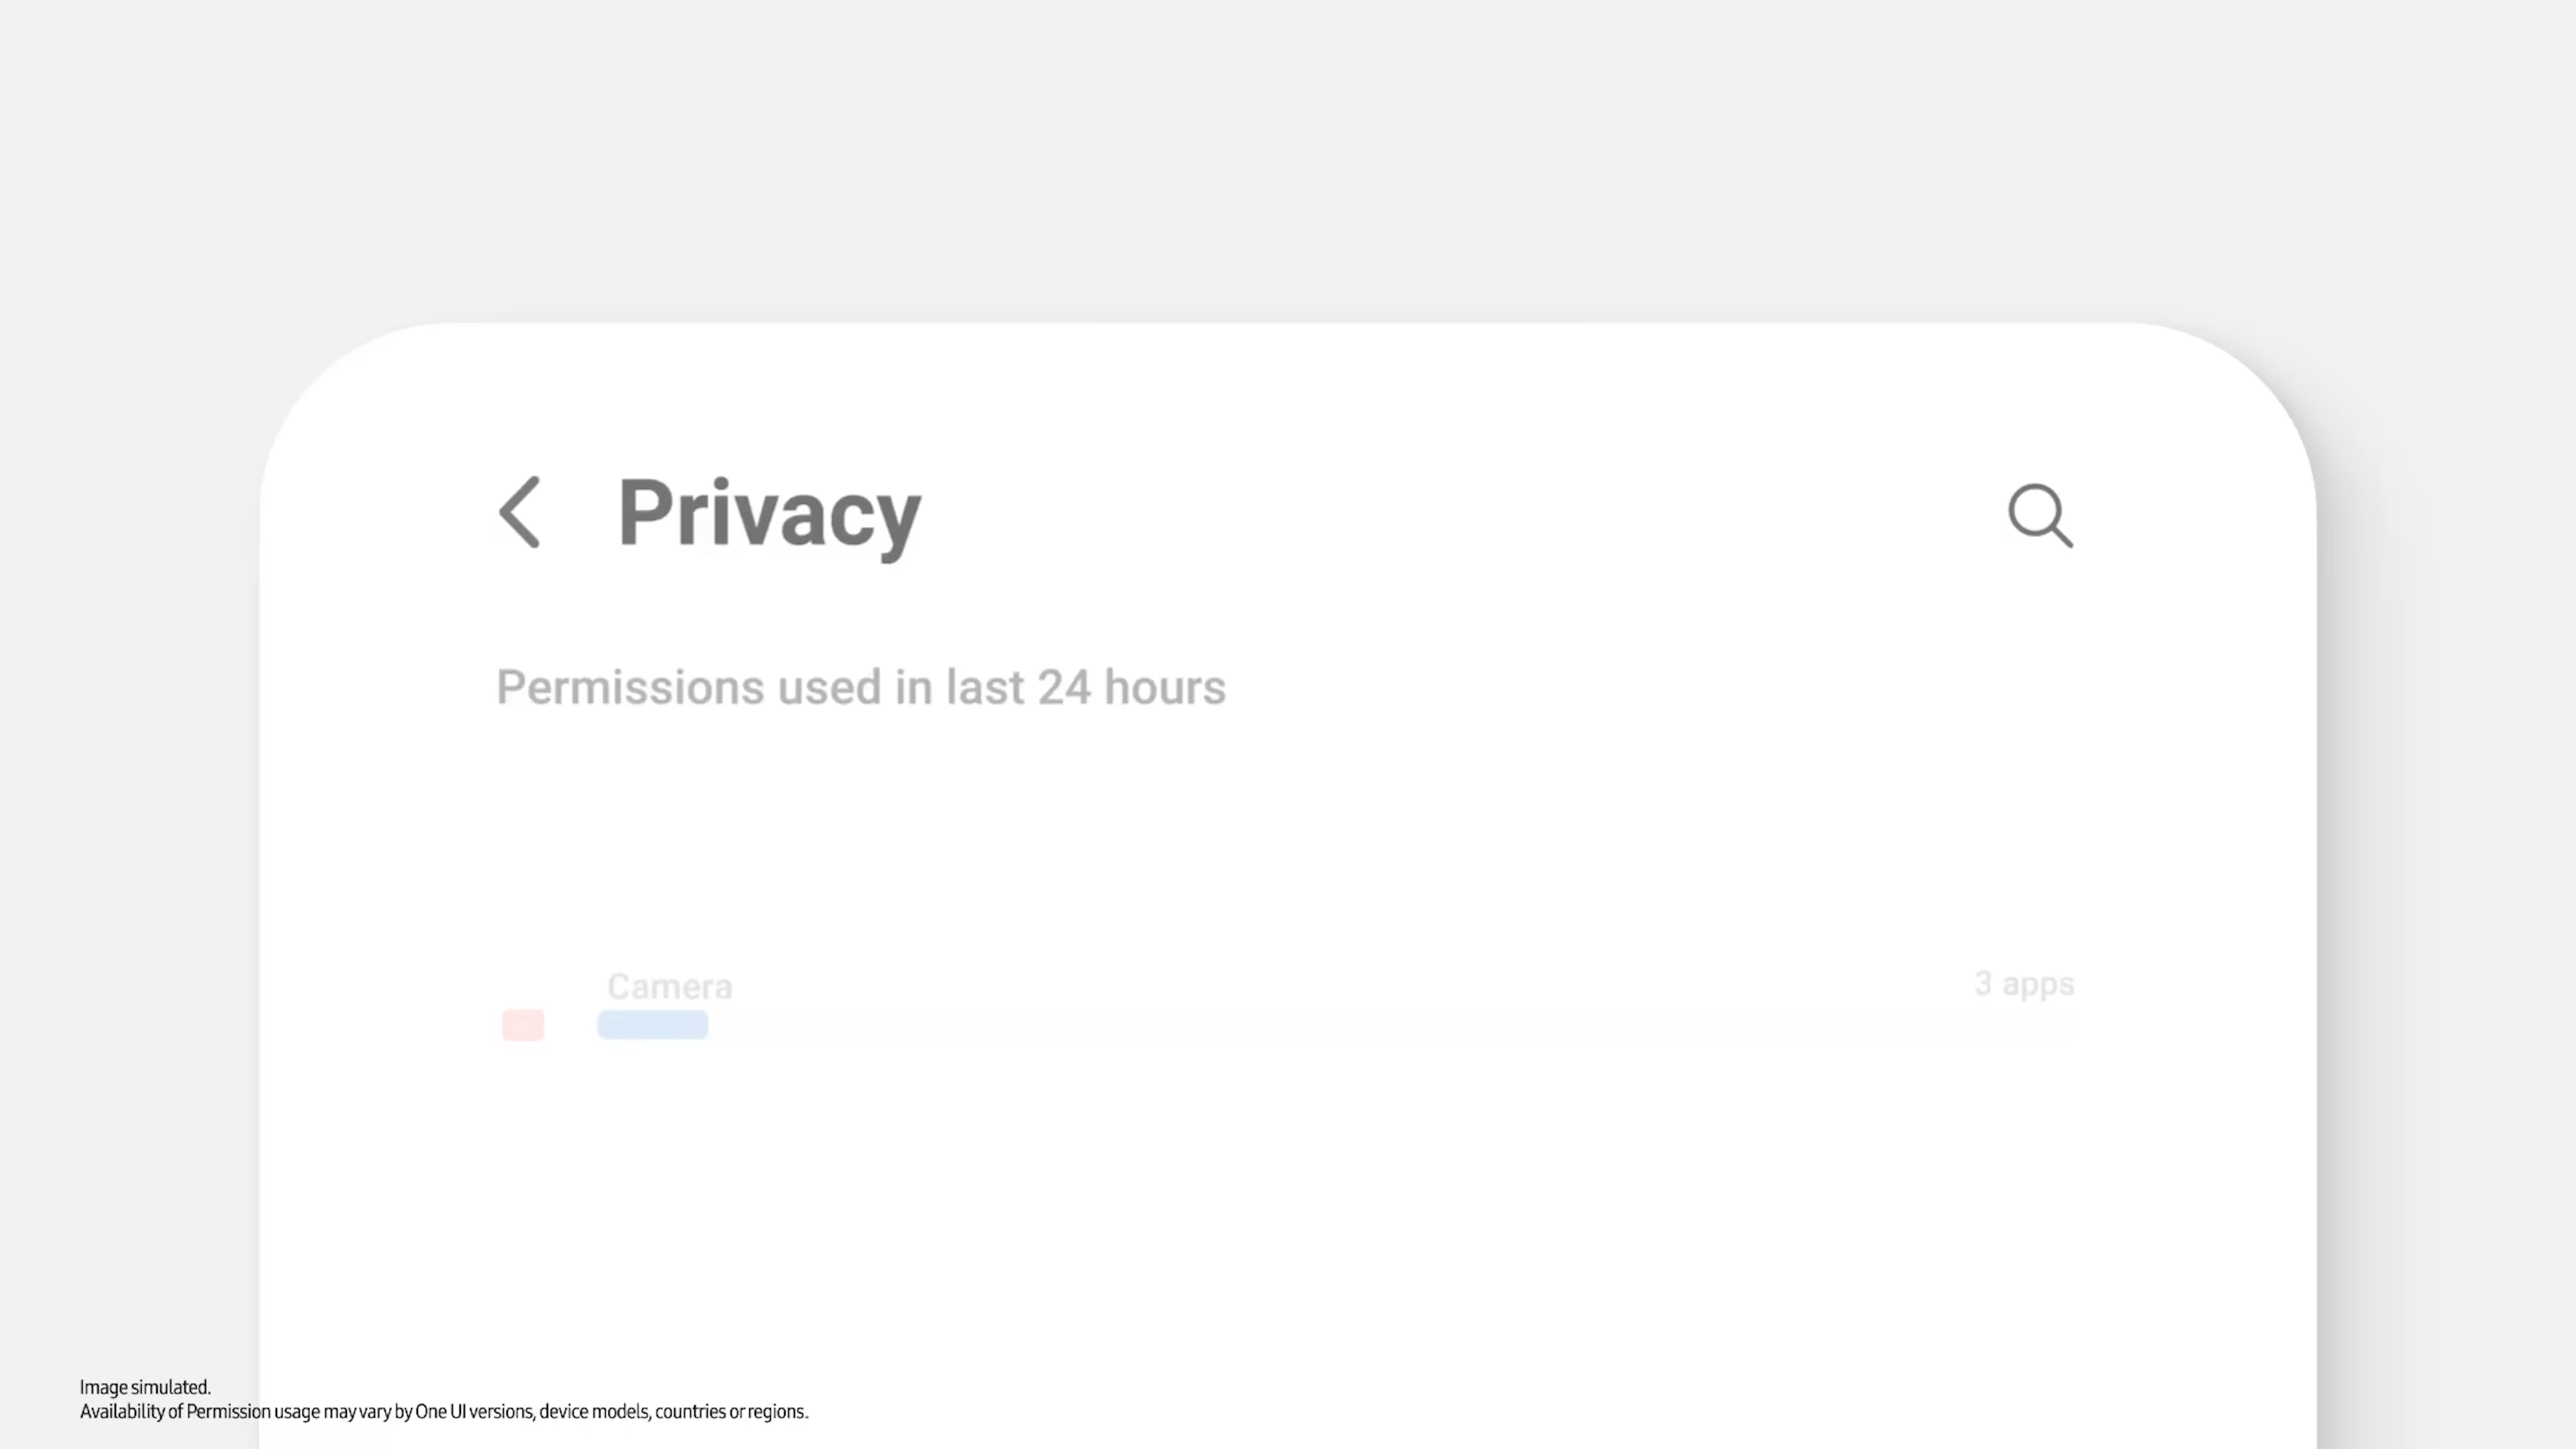 Privacy
Permissions used in last 24 hours
Camera
3 apps
Image simulated.
Availability of Permission usage may vary by One UI versions, device models, countries or regions.